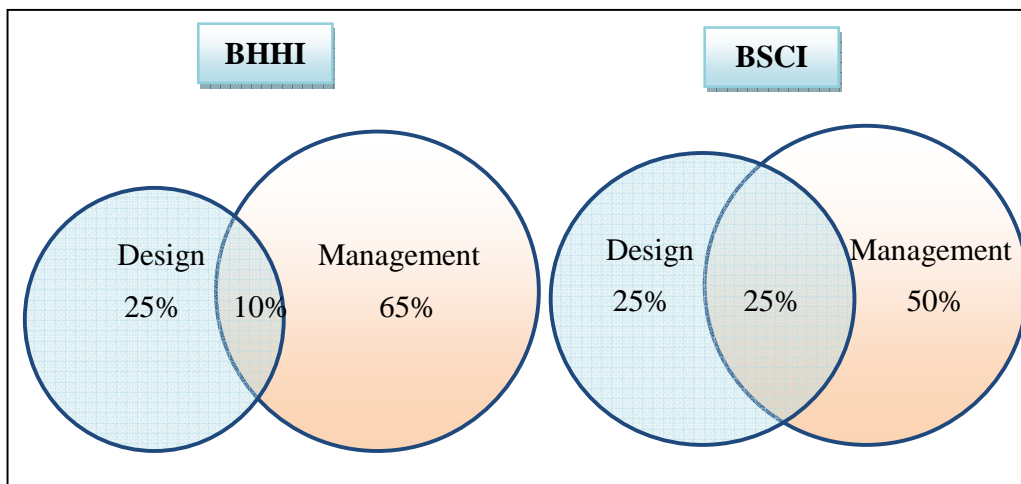 BHHI
Design
25%
10%
Management
65%
BSCI
Design
25%
25%
Management
50%